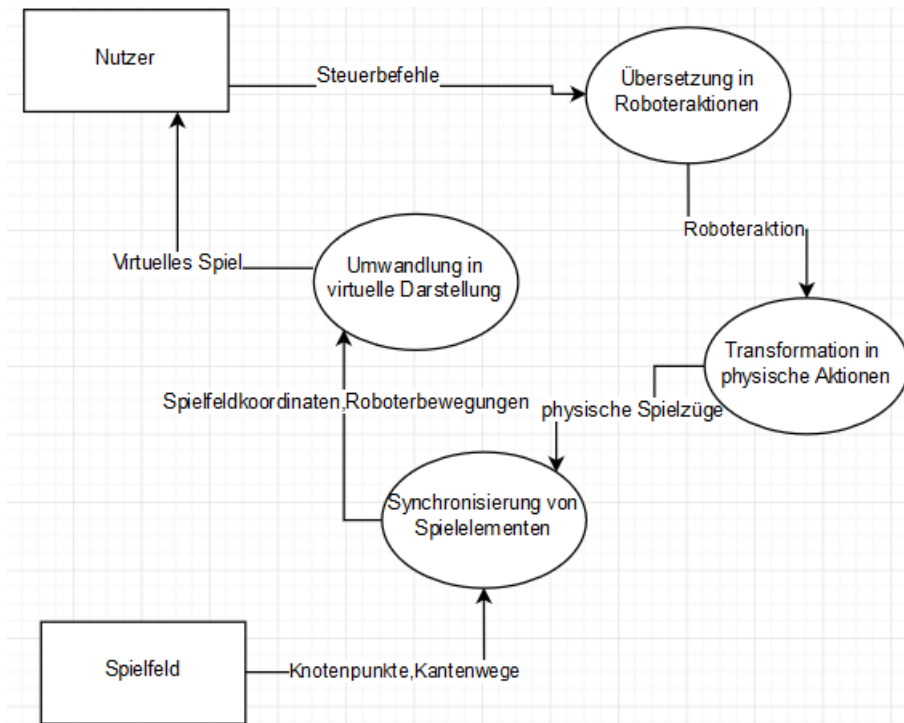 Nutzer
Steuerbefehle
Übersetzung in
Roboteraktionen
Roboteraktion
Virtuelles Spiel
Umwandlung in
virtuelle Darstellung
Transformation in
physische Aktionen
Spielfeldkoordinaten,Roboterbewegungen
physische Spielzüge
Synchronisierung von
Spielelementen
Spielfeld
Knotenpunkte,Kantenwege